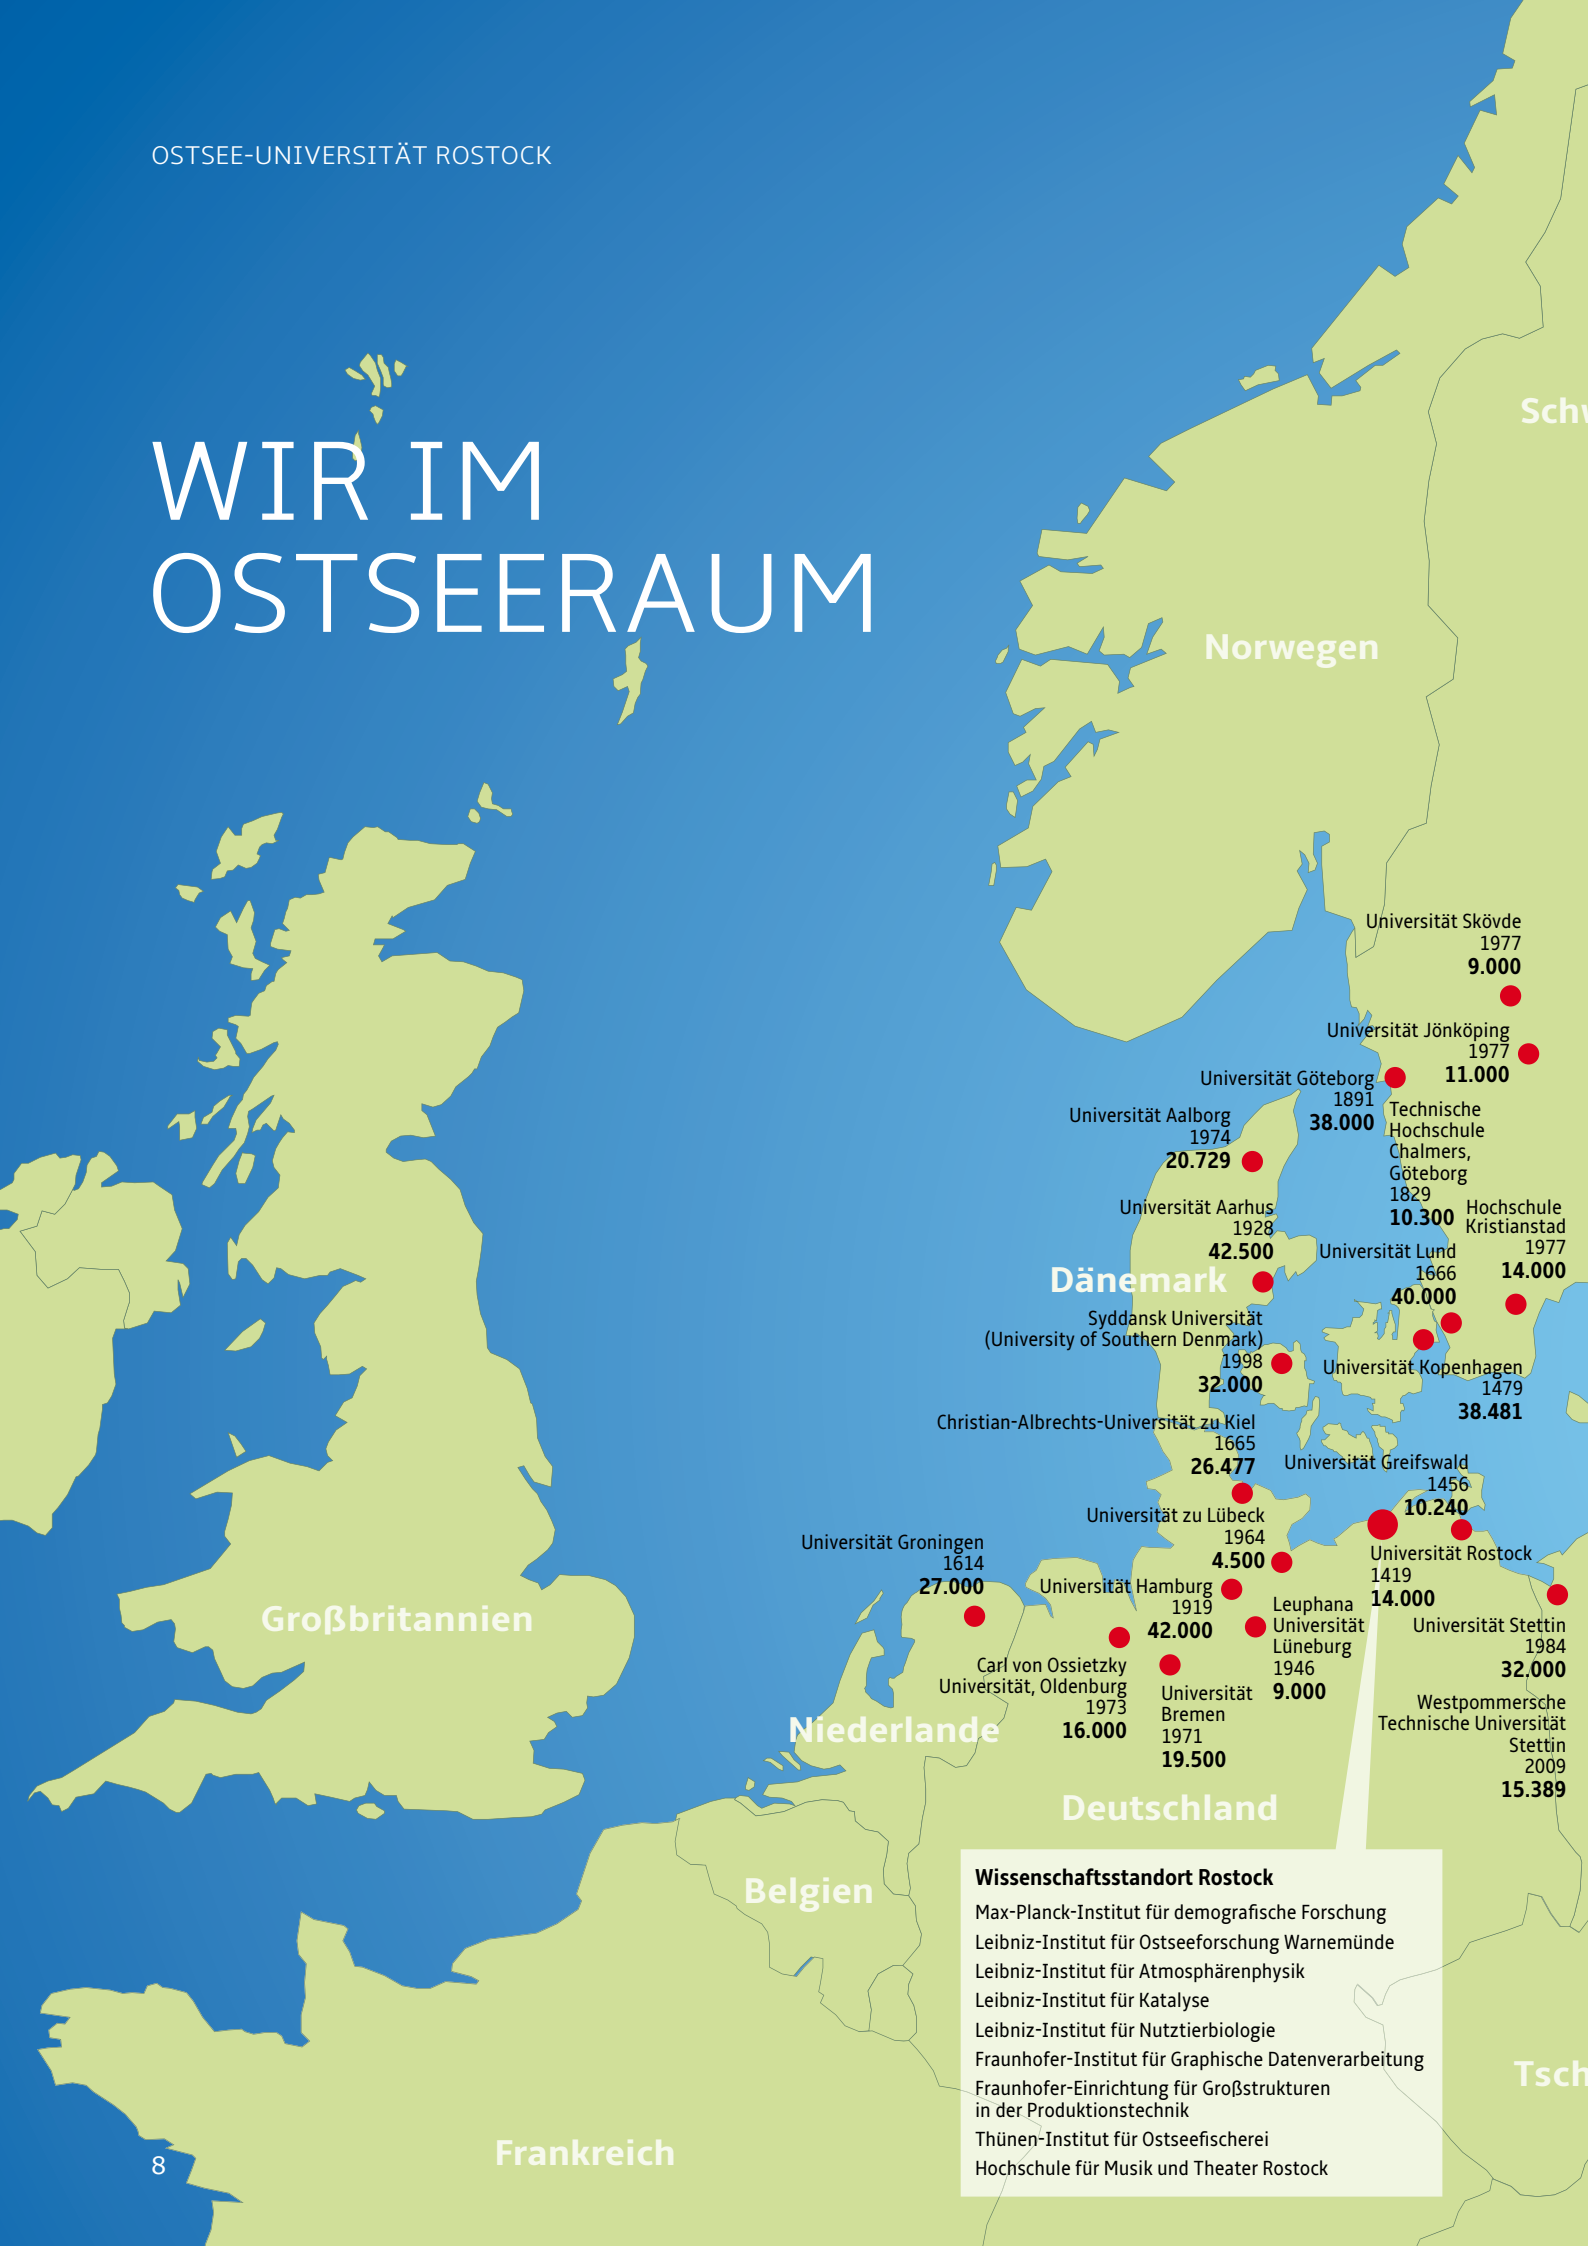 OSTSEE-UNIVERSITÄT ROSTOCK
WIR IM
OSTSEERAUM
Norwegen
Universität Skövde
1977
9.000
Universität Jönköping
1977
11.000
Universität Göteborg
1891
38.000
Technische
Hochschule
Chalmers,
Göteborg
1829
10.300
Universität Aalborg
1974
20.729
Universität Aarhus
1928
42.500
Hochschule
Kristianstad
1977
14.000
Universität Lund
1666
40.000
Dänemark
Syddansk Universität
(University of Southern Denmark)
1998
32.000
Universität Kopenhagen
1479
38.481
Christian-Albrechts-Universität zu Kiel
1665
26.477
Universität Greifswald
1456
10.240
Universität zu Lübeck
1964
4.500
Universität Rostock
1419
14.000
Universität Groningen
1614
27.000
Universität Hamburg
1919
42.000
Leuphana
Universität
Lüneburg
1946
9.000
Universität Stettin
1984
32.000
Großbritannien
Carl von Ossietzky
Universität, Oldenburg
1973
16.000
Universität
Bremen
1971
19.500
Westpommersche
Technische Universität
Stettin
2009
15.389
Niederlande
Deutschland
Belgien
Wissenschaftsstandort Rostock
Max-Planck-Institut für demografische Forschung
Leibniz-Institut für Ostseeforschung Warnemünde
Leibniz-Institut für Atmosphärenphysik
Leibniz-Institut für Katalyse
Leibniz-Institut für Nutztierbiologie
Fraunhofer-Institut für Graphische Datenverarbeitung
Fraunhofer-Einrichtung für Großstrukturen
in der Produktionstechnik
Thünen-Institut für Ostseefischerei
Hochschule für Musik und Theater Rostock
Tsch
Frankreich
8